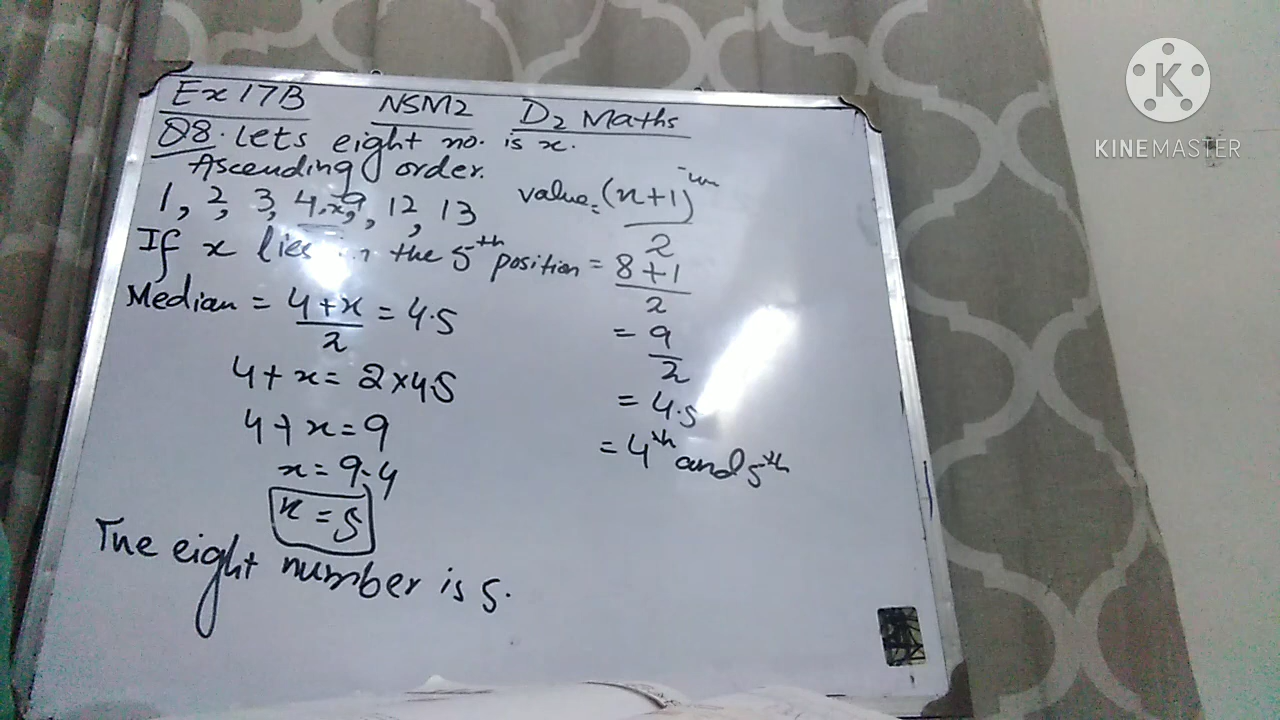 Ex 17B NSM2 D2 Maths
Q8. Lets eight no. is x.
Ascending order.
1, 2, 3, 4, x, 9, 12, 13
If x lies in the 5th position
Median = 4+x/2 = 4.5
4+x = 2×4.5
4+x = 9
x = 9-4
x = 5
The eight number is 5.
value = (n+1)/2
= 8+1/2
= 9/2
= 4.5
= 4th and 5th
K
KINEMASTER